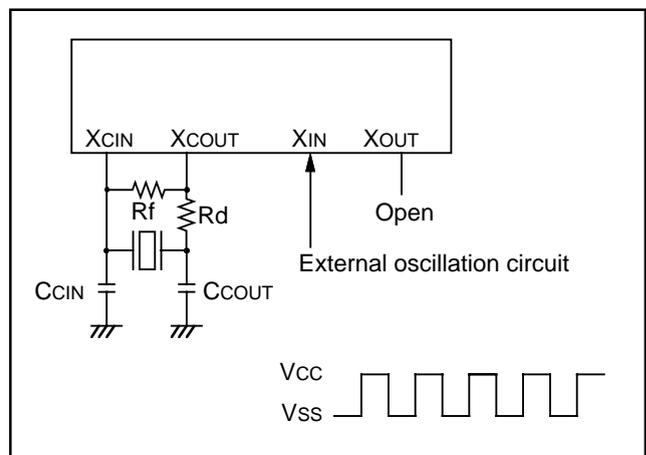 XCIN XCOUT XIN XOUT
Rf Rd
Open
External oscillation circuit
CCIN CCOUT
VCC
VSS